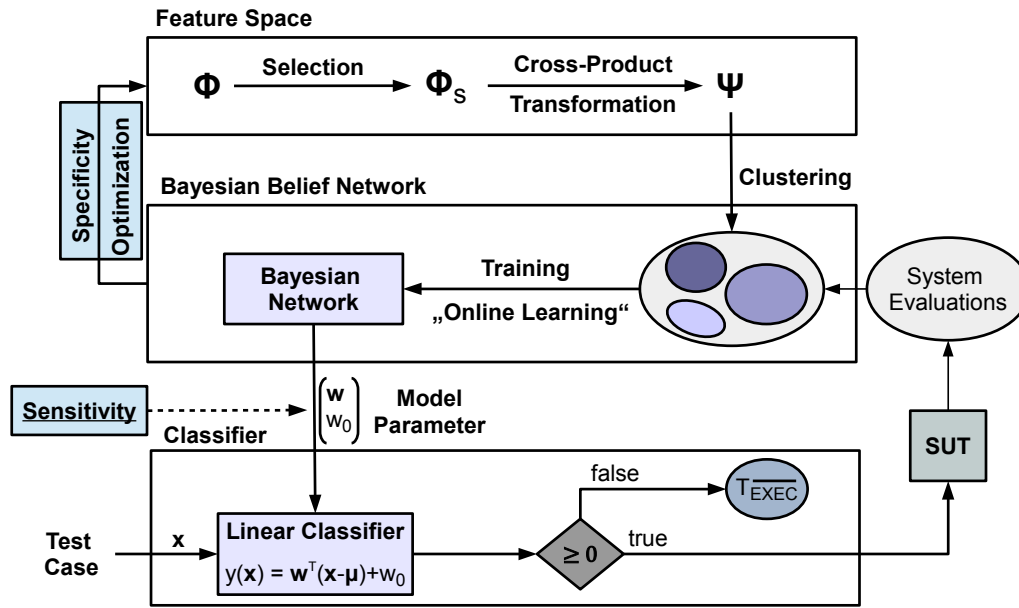 Feature Space
Φ
Selection
Φs
Cross-Product
Transformation
Ψ
Specificity
Optimization
Clustering
Bayesian Belief Network
Bayesian
Network
Training
„Online Learning“
System
Evaluations
Sensitivity
w
w0
Model
Parameter
Classifier
SUT
false
TEXEC
Test
Case
x
Linear Classifier
y(x) = wT(x-μ)+w0
≥ 0
true